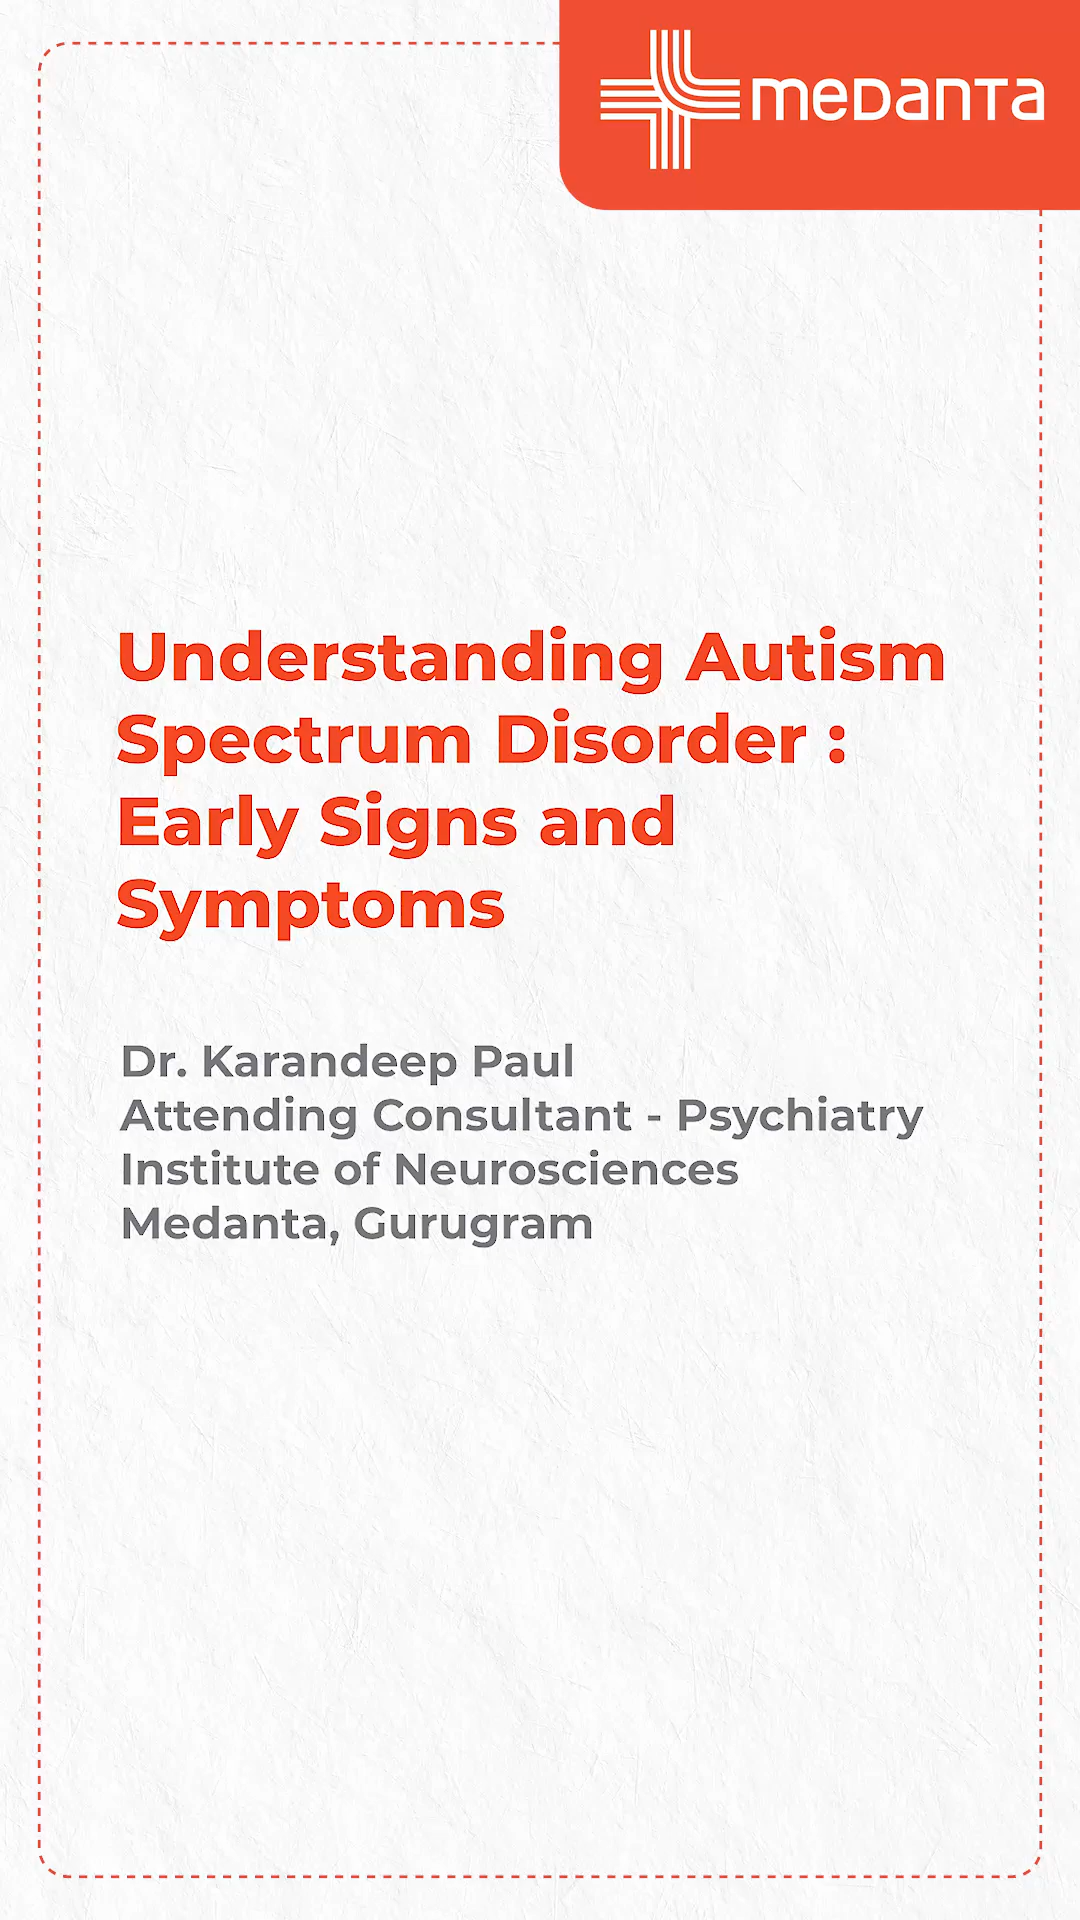 meDanTa
Understanding Autism
Spectrum Disorder :
Early Signs and
Symptoms
Dr. Karandeep Paul
Attending Consultant - Psychiatry
Institute of Neurosciences
Medanta, Gurugram